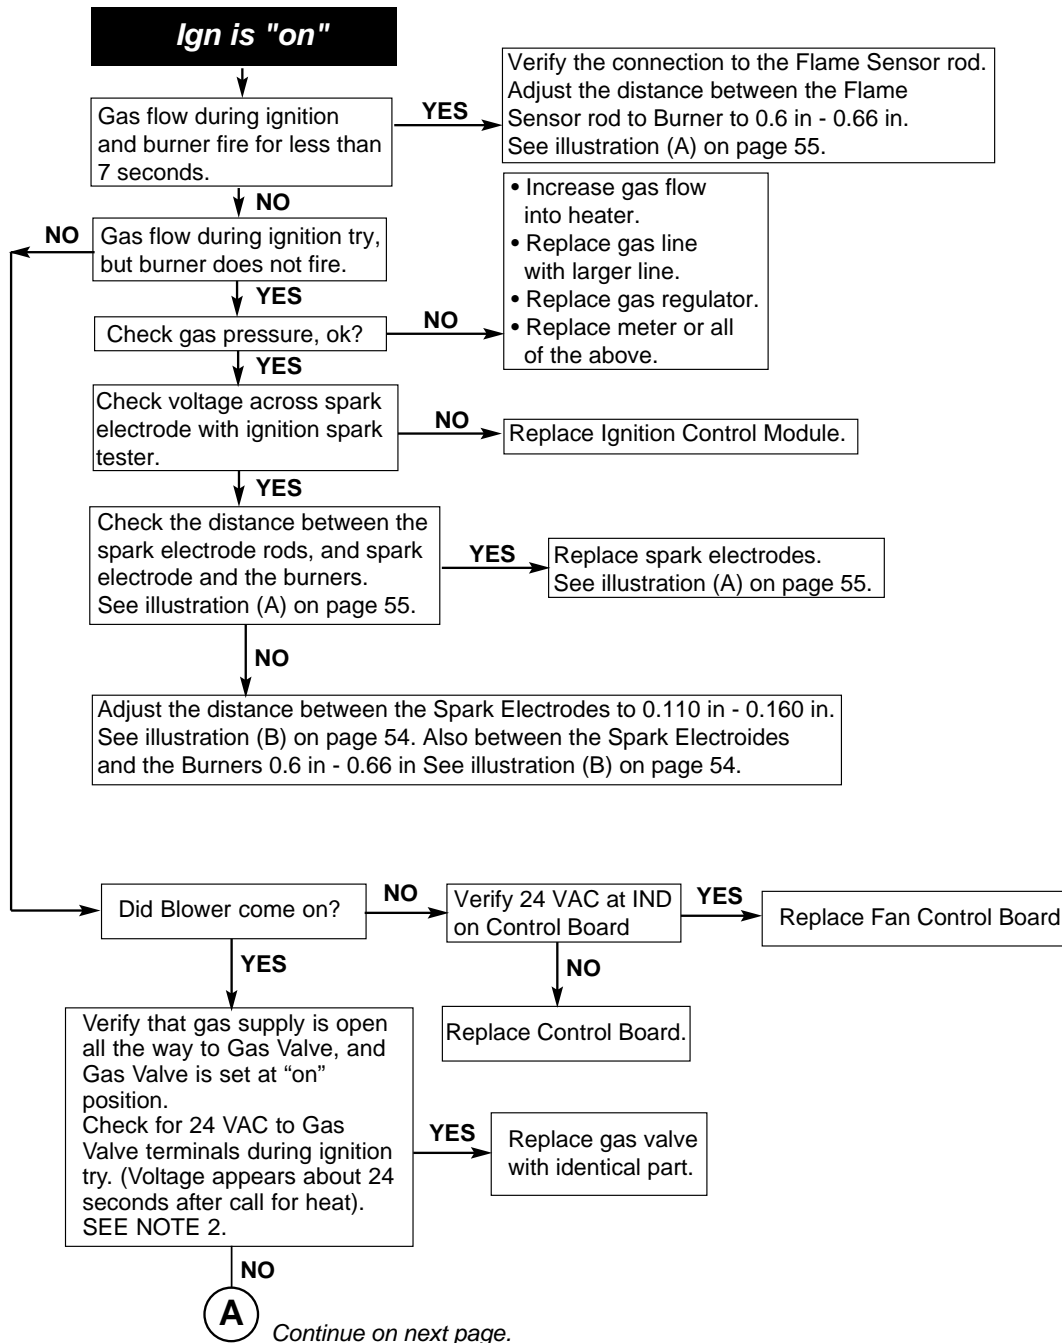 Ign is "on"
Gas flow during ignition
and burner fire for less than
7 seconds.
YES
Verify the connection to the Flame Sensor rod.
Adjust the distance between the Flame
Sensor rod to Burner to 0.6 in - 0.66 in.
See illustration (A) on page 55.
NO
NO
Gas flow during ignition try,
but burner does not fire.
YES
Check gas pressure, ok?
NO
• Increase gas flow
into heater.
• Replace gas line
with larger line.
• Replace gas regulator.
• Replace meter or all
of the above.
YES
Check voltage across spark
electrode with ignition spark
tester.
NO
Replace Ignition Control Module.
YES
Check the distance between the
spark electrode rods, and spark
electrode and the burners.
See illustration (A) on page 55.
YES
Replace spark electrodes.
See illustration (A) on page 55.
NO
Adjust the distance between the Spark Electrodes to 0.110 in - 0.160 in.
See illustration (B) on page 54. Also between the Spark Electroides
and the Burners 0.6 in - 0.66 in See illustration (B) on page 54.
Did Blower come on?
NO
Verify 24 VAC at IND
on Control Board
YES
Replace Fan Control Board
YES
NO
Replace Control Board.
Verify that gas supply is open
all the way to Gas Valve, and
Gas Valve is set at “on”
position.
Check for 24 VAC to Gas
Valve terminals during ignition
try. (Voltage appears about 24
seconds after call for heat).
SEE NOTE 2.
YES
Replace gas valve
with identical part.
NO
A
Continue on next page.